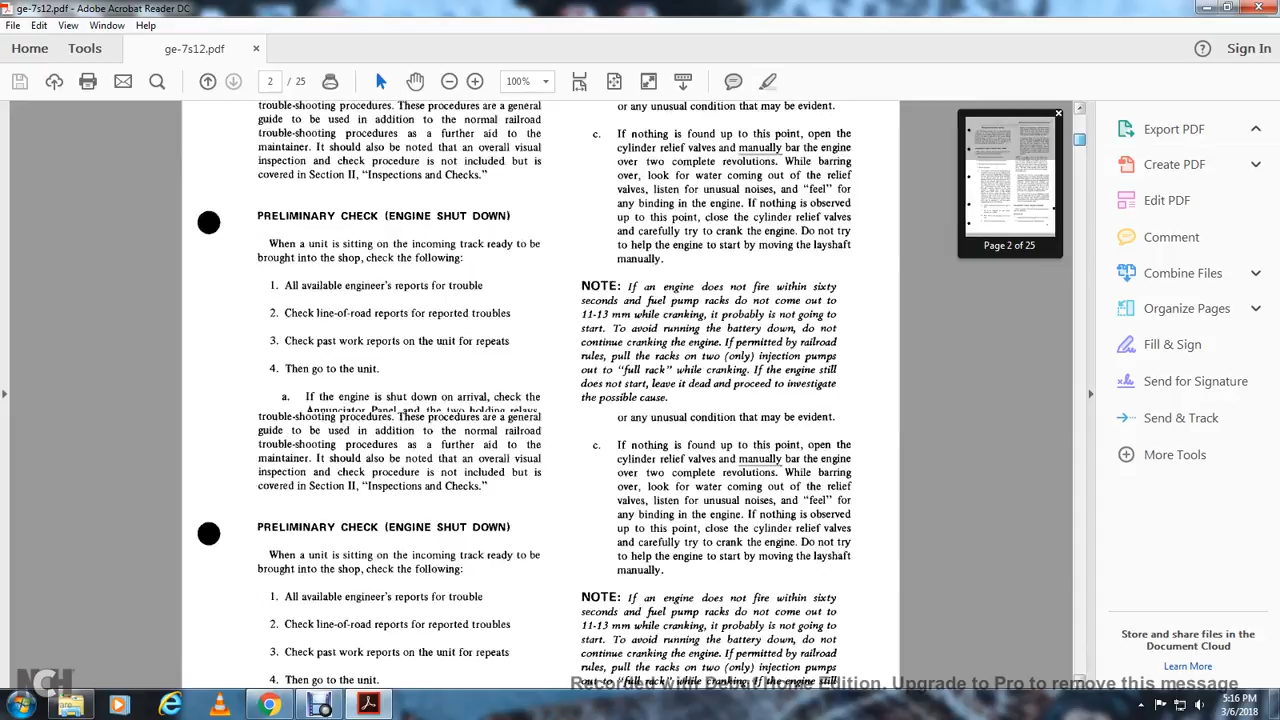 ge-7s12.pdf - Adobe Acrobat Reader DC
File Edit View Window Help
Home Tools ge-7s12.pdf × Sign In
2 / 25 100%
trouble-shooting procedures. These procedures are a general
guide to be used in addition to the normal railroad
trouble-shooting procedures as a further aid to the
maintainer. It should also be noted that an overall visual
inspection and check procedure is not included but is
covered in Section II, “Inspections and Checks.”
PRELIMINARY CHECK (ENGINE SHUT DOWN)
When a unit is sitting on the incoming track ready to be
brought into the shop, check the following:
1. All available engineer's reports for trouble
2. Check line-of-road reports for reported troubles
3. Check past work reports on the unit for repeats
4. Then go to the unit.
a. If the engine is shut down on arrival, check the
Annunciator Panel and the two holding relays,
trouble-shooting procedures. These procedures are a general
guide to be used in addition to the normal railroad
trouble-shooting procedures as a further aid to the
maintainer. It should also be noted that an overall visual
inspection and check procedure is not included but is
covered in Section II, “Inspections and Checks.”
PRELIMINARY CHECK (ENGINE SHUT DOWN)
When a unit is sitting on the incoming track ready to be
brought into the shop, check the following:
1. All available engineer's reports for trouble
2. Check line-of-road reports for reported troubles
3. Check past work reports on the unit for repeats
4. Then go to the unit.
or any unusual condition that may be evident.
c. If nothing is found up to this point, open the
cylinder relief valves and manually bar the engine
over two complete revolutions. While barring
over, look for water coming out of the relief
valves, listen for unusual noises, and “feel” for
any binding in the engine. If nothing is observed
up to this point, close the cylinder relief valves
and carefully try to crank the engine. Do not try
to help the engine to start by moving the layshaft
manually.
NOTE: If an engine does not fire within sixty
seconds and fuel pump racks do not come out to
11-13 mm while cranking, it probably is not going to
start. To avoid running the battery down, do not
continue cranking the engine. If permitted by railroad
rules, pull the racks on two (only) injection pumps
out to “full rack” while cranking. If the engine still
does not start, leave it dead and proceed to investigate
the possible cause.
or any unusual condition that may be evident.
c. If nothing is found up to this point, open the
cylinder relief valves and manually bar the engine
over two complete revolutions. While barring
over, look for water coming out of the relief
valves, listen for unusual noises, and “feel” for
any binding in the engine. If nothing is observed
up to this point, close the cylinder relief valves
and carefully try to crank the engine. Do not try
to help the engine to start by moving the layshaft
manually.
NOTE: If an engine does not fire within sixty
seconds and fuel pump racks do not come out to
11-13 mm while cranking, it probably is not going to
start. To avoid running the battery down, do not
continue cranking the engine. If permitted by railroad
rules, pull the racks on two (only) injection pumps
out to “full rack” while cranking. If the engine still
Page 2 of 25
Export PDF
Create PDF
Edit PDF
Comment
Combine Files
Organize Pages
Fill & Sign
Send for Signature
Send & Track
More Tools
Store and share files in the
Document Cloud
Learn More
NCH
Upgrade to Pro to remove this message
5:16 PM
3/6/2018